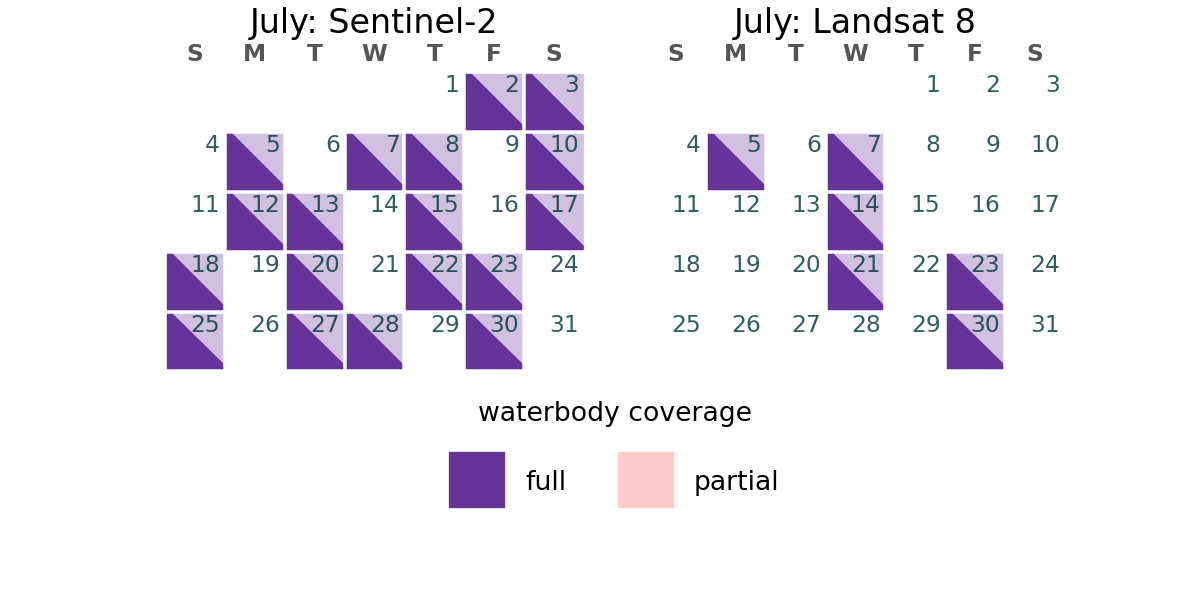 July: Sentinel-2
S M T W T F S
1 2 3
4 5 6 7 8 9 10
11 12 13 14 15 16 17
18 19 20 21 22 23 24
25 26 27 28 29 30 31
July: Landsat 8
S M T W T F S
1 2 3
4 5 6 7 8 9 10
11 12 13 14 15 16 17
18 19 20 21 22 23 24
25 26 27 28 29 30 31
waterbody coverage
full partial